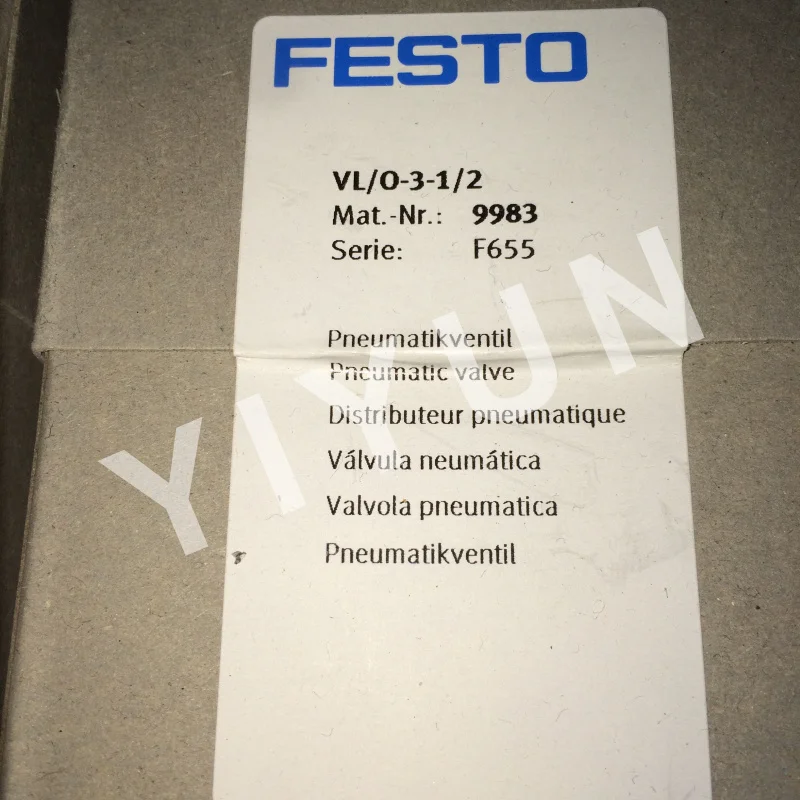 FESTO
VL/O-3-1/2
Mat.-Nr.: 9983
Serie: F655
Pneumatikventil
Pneumatic valve
Distributeur pneumatique
Válvula neumática
Valvola pneumatica
Pneumatikventil
YIYUN